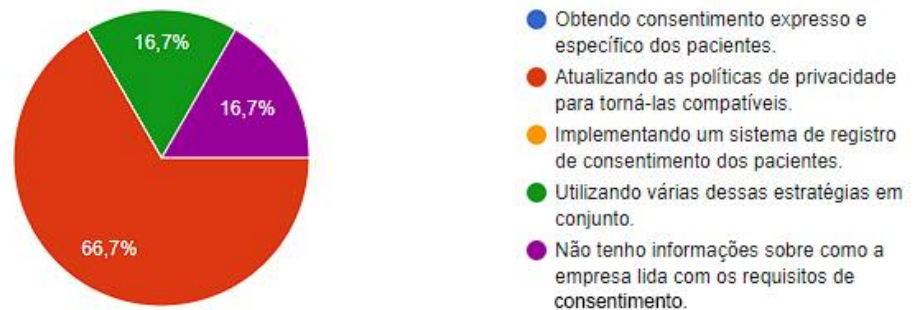 16,7%
16,7%
66,7%
Obtendo consentimento expresso e
específico dos pacientes.
Atualizando as políticas de privacidade
para torná-las compatíveis.
Implementando um sistema de registro
de consentimento dos pacientes.
Utilizando várias dessas estratégias em
conjunto.
Não tenho informações sobre como a
empresa lida com os requisitos de
consentimento.